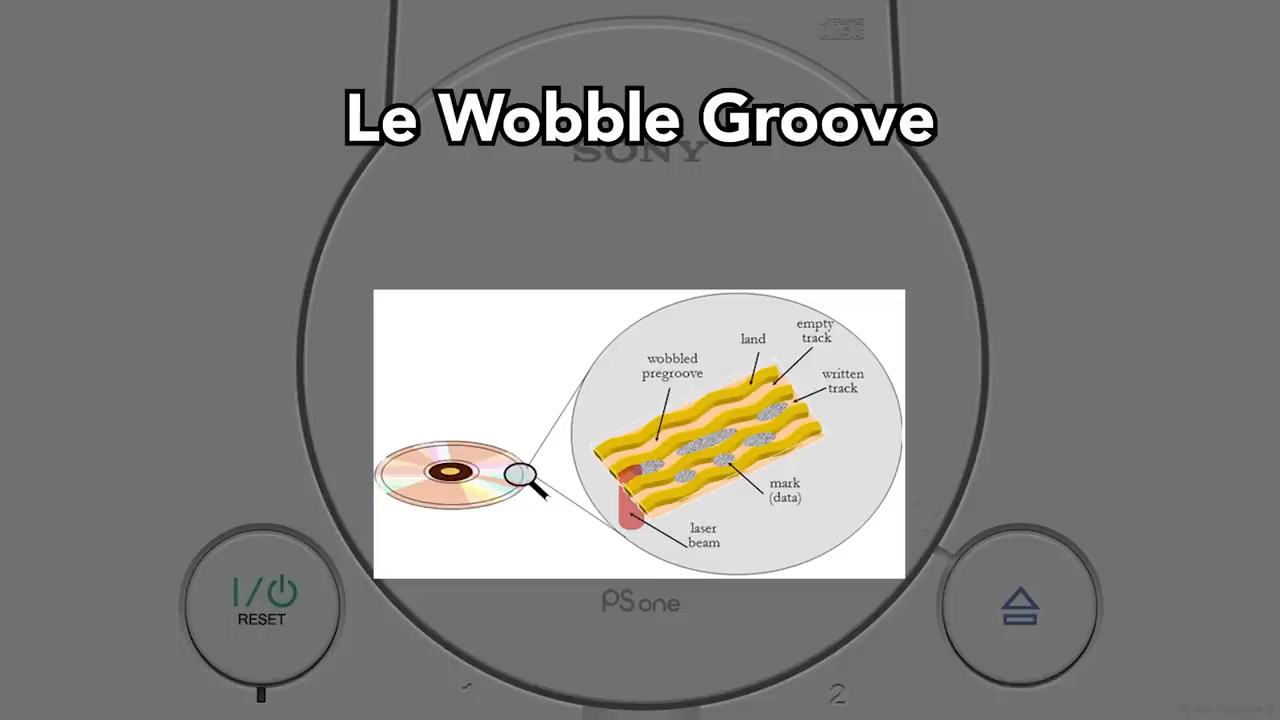 Le Wobble Groove
SONY
empty
track
land
wobbled
pregroove
written
track
mark
(data)
laser
beam
I/
RESET
PS one
1
2